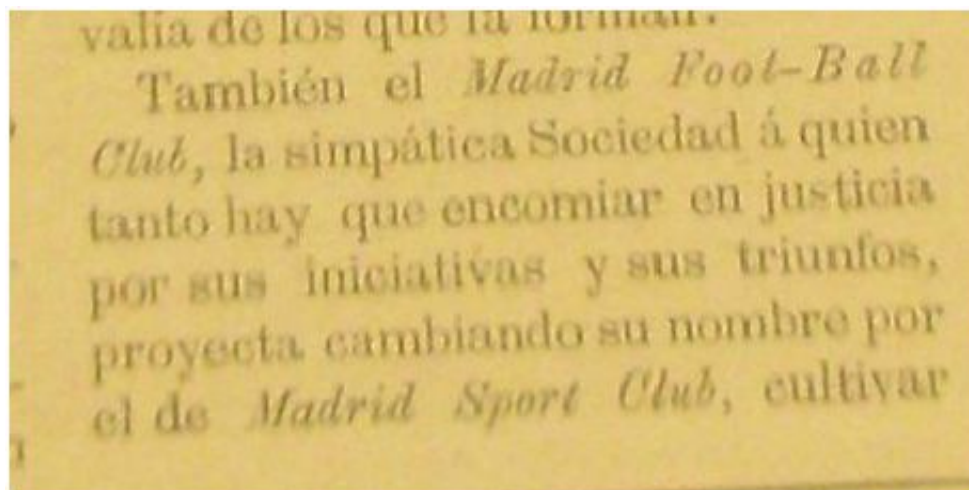 valía de los que la forman.
También el Madrid Foot-Ball
Club, la simpática Sociedad á quien
tanto hay que encomiar en justicia
por sus iniciativas y sus triunfos,
proyecta cambiando su nombre por
el de Madrid Sport Club, cultivar